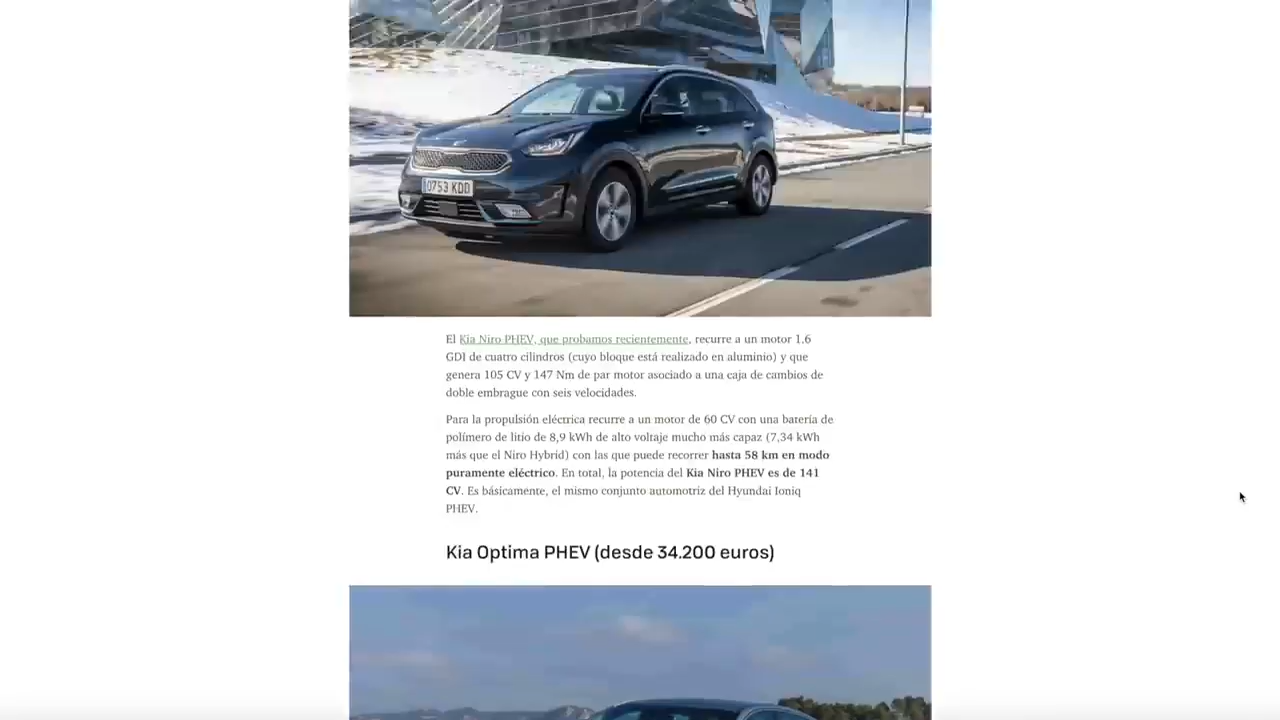 0753 KDD
El Kia Niro PHEV, que probamos recientemente, recurre a un motor 1.6
GDI de cuatro cilindros (cuyo bloque está realizado en aluminio) y que
genera 105 CV y 147 Nm de par motor asociado a una caja de cambios de
doble embrague con seis velocidades.
Para la propulsión eléctrica recurre a un motor de 60 CV con una batería de
polímero de litio de 8,9 kWh de alto voltaje mucho más capaz (7,34 kWh
más que el Niro Hybrid) con las que puede recorrer hasta 58 km en modo
puramente eléctrico. En total, la potencia del Kia Niro PHEV es de 141
CV. Es básicamente, el mismo conjunto automotriz del Hyundai Ioniq
PHEV.
Kia Optima PHEV (desde 34.200 euros)